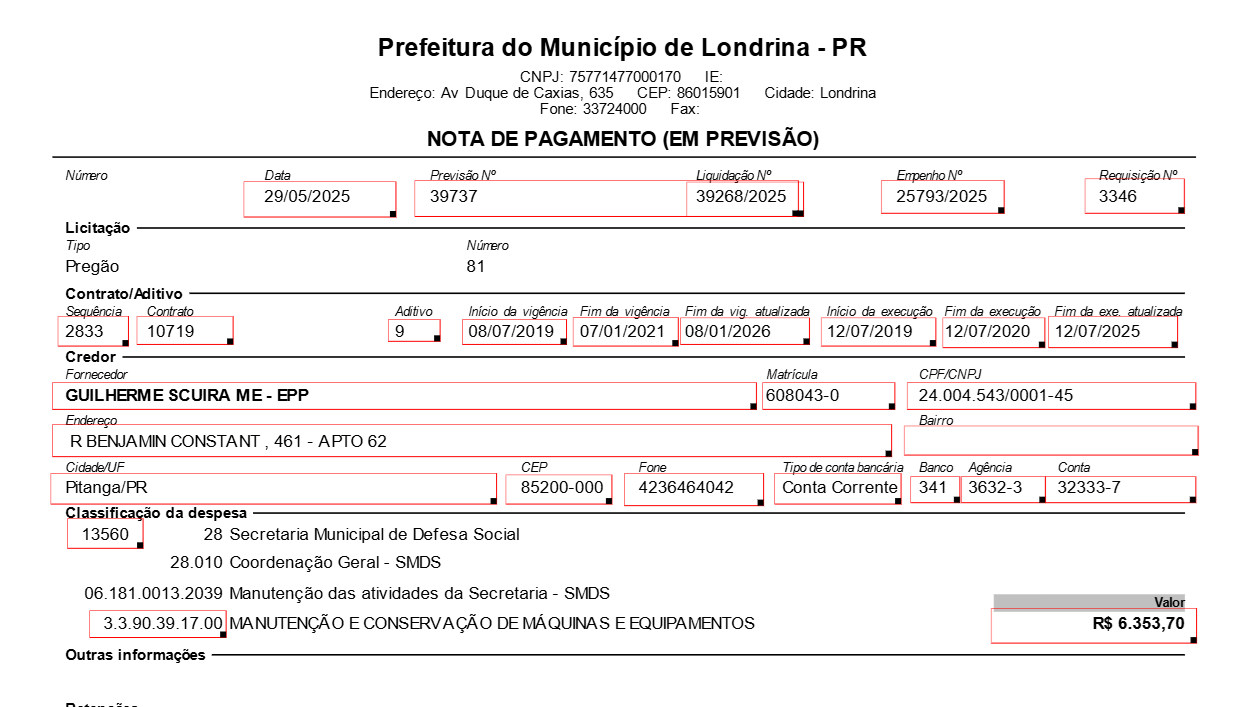 Prefeitura do Município de Londrina - PR
CNPJ: 75771477000170 IE:
Endereço: Av Duque de Caxias, 635 CEP: 86015901 Cidade: Londrina
Fone: 33724000 Fax:
NOTA DE PAGAMENTO (EM PREVISÃO)
Número Data Previsão Nº Liquidação Nº Empenho Nº Requisição Nº
29/05/2025 39737 39268/2025 25793/2025 3346
Licitação
Tipo Número
Pregão 81
Contrato/Aditivo
Sequência Contrato Aditivo Início da vigência Fim da vigência Fim da vig. atualizada Início da execução Fim da execução Fim da exe. atualizada
2833 10719 9 08/07/2019 07/01/2021 08/01/2026 12/07/2019 12/07/2020 12/07/2025
Credor
Fornecedor Matrícula CPF/CNPJ
GUILHERME SCUIRA ME - EPP 608043-0 24.004.543/0001-45
Endereço Bairro
R BENJAMIN CONSTANT , 461 - APTO 62
Cidade/UF CEP Fone Tipo de conta bancária Banco Agência Conta
Pitanga/PR 85200-000 4236464042 Conta Corrente 341 3632-3 32333-7
Classificação da despesa
13560 28 Secretaria Municipal de Defesa Social
28.010 Coordenação Geral - SMDS
06.181.0013.2039 Manutenção das atividades da Secretaria - SMDS
Valor
3.3.90.39.17.00 MANUTENÇÃO E CONSERVAÇÃO DE MÁQUINAS E EQUIPAMENTOS R$ 6.353,70
Outras informações
Retenções